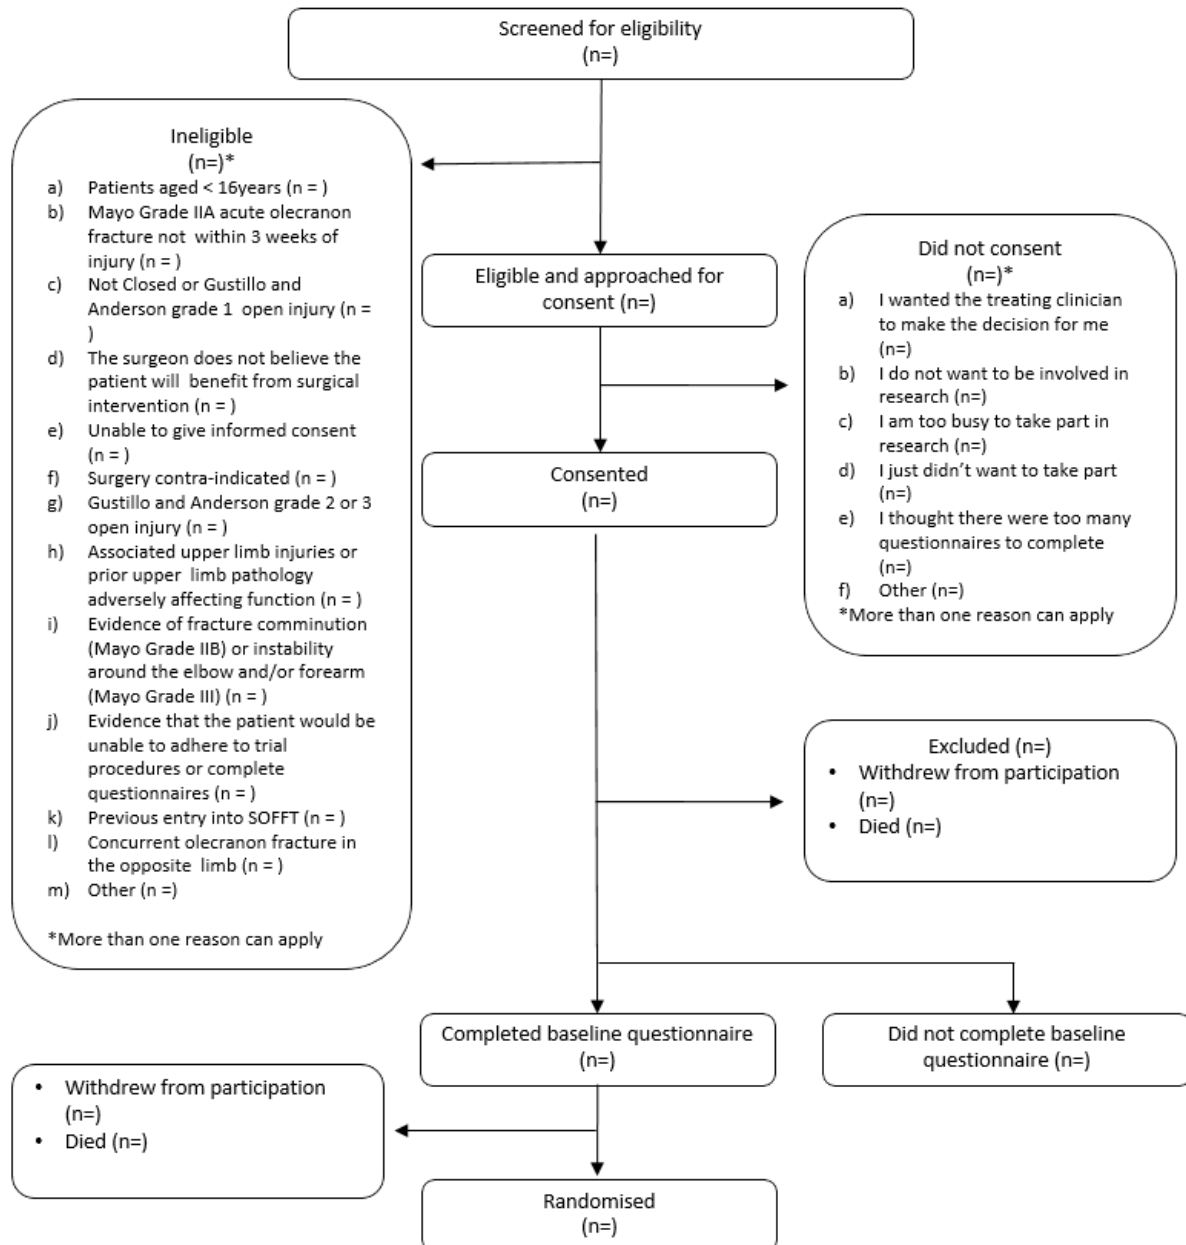 Screened for eligibility
(n=)
Ineligible
(n=)*
a) Patients aged < 16years (n = )
b) Mayo Grade IIA acute olecranon
fracture not within 3 weeks of
injury (n = )
c) Not Closed or Gustillo and
Anderson grade 1 open injury (n =
)
d) The surgeon does not believe the
patient will benefit from surgical
intervention (n = )
e) Unable to give informed consent
(n = )
f) Surgery contra-indicated (n = )
g) Gustillo and Anderson grade 2 or 3
open injury (n = )
h) Associated upper limb injuries or
prior upper limb pathology
adversely affecting function (n = )
i) Evidence of fracture comminution
(Mayo Grade IIB) or instability
around the elbow and/or forearm
(Mayo Grade III) (n = )
j) Evidence that the patient would be
unable to adhere to trial
procedures or complete
questionnaires (n = )
k) Previous entry into SOFFT (n = )
l) Concurrent olecranon fracture in
the opposite limb (n = )
m) Other (n =)
*More than one reason can apply
Eligible and approached for
consent (n=)
Did not consent
(n=)*
a) I wanted the treating clinician
to make the decision for me
(n=)
b) I do not want to be involved in
research (n=)
c) I am too busy to take part in
research (n=)
d) I just didn't want to take part
(n=)
e) I thought there were too many
questionnaires to complete
(n=)
f) Other (n=)
*More than one reason can apply
Consented
(n=)
Excluded (n=)
• Withdrew from participation
(n=)
• Died (n=)
Completed baseline questionnaire
(n=)
Did not complete baseline
questionnaire (n=)
• Withdrew from participation
(n=)
• Died (n=)
Randomised
(n=)